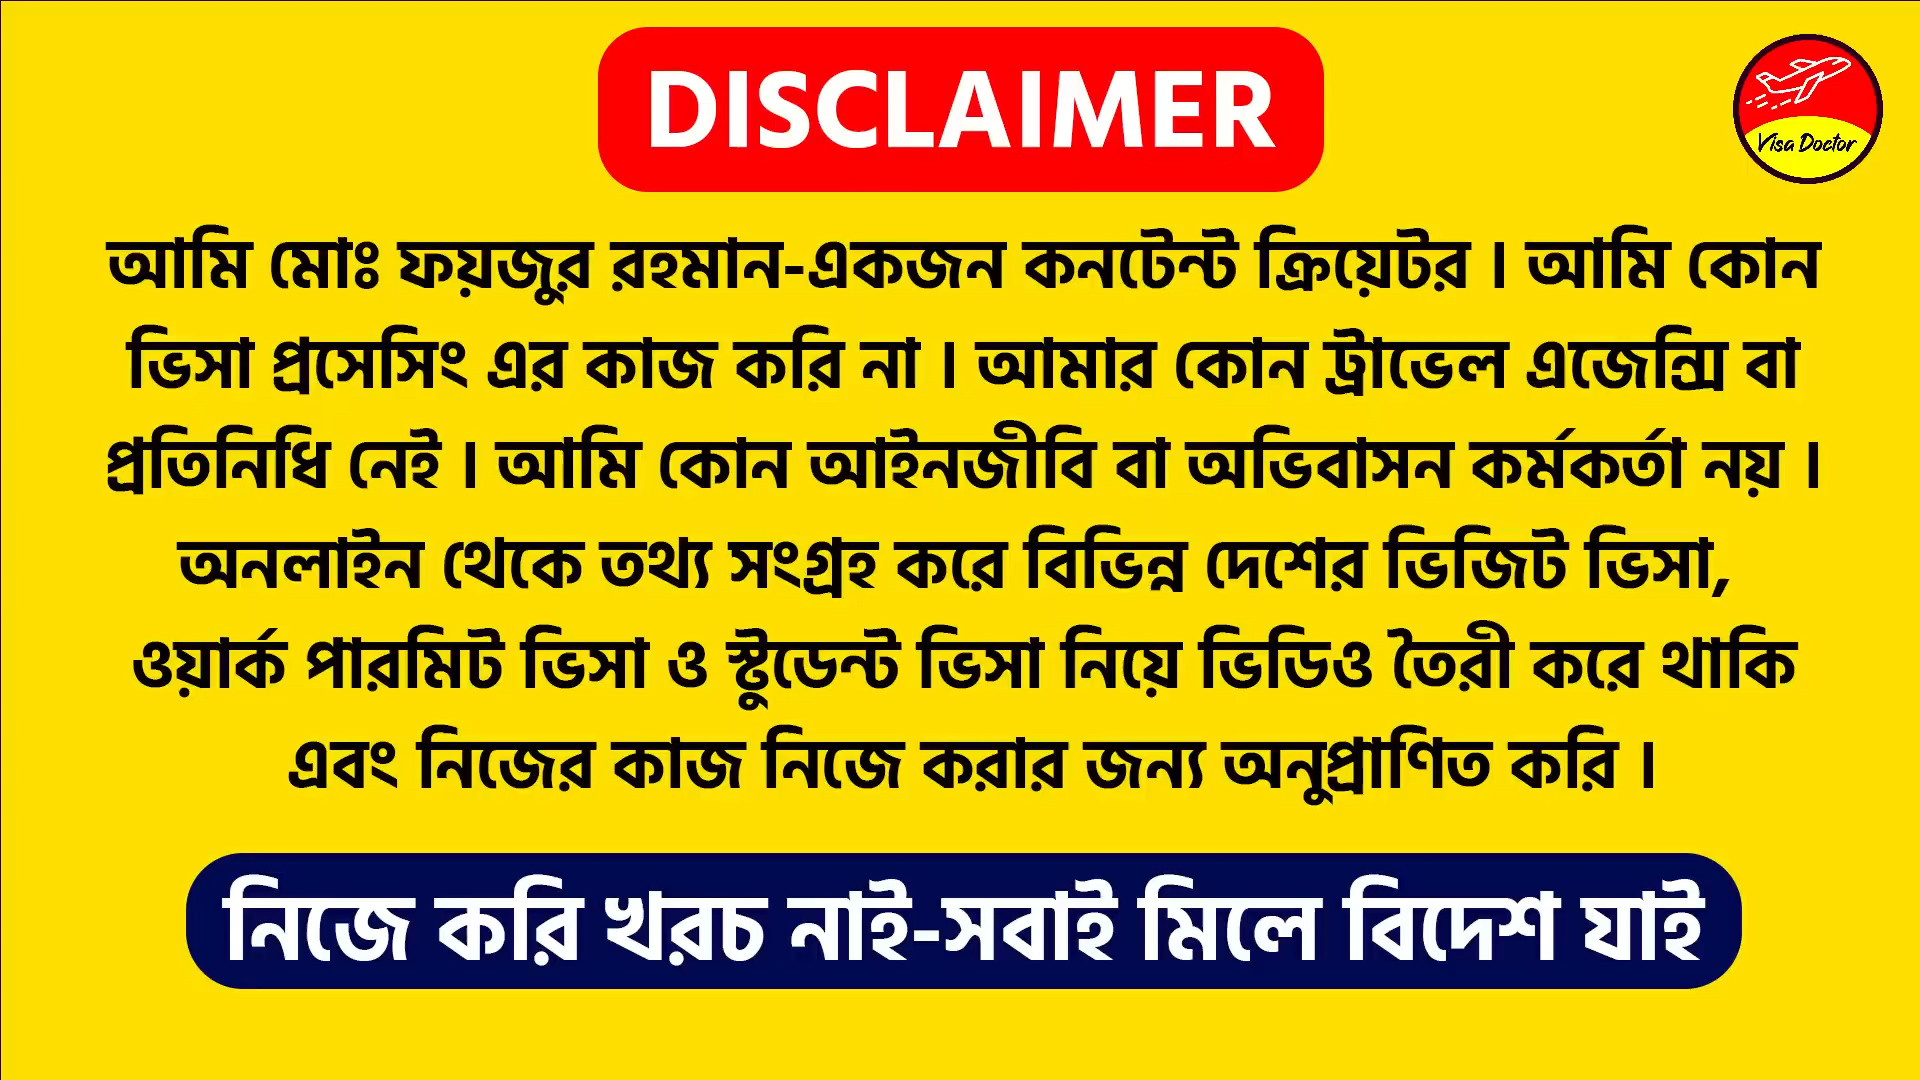 DISCLAIMER
Visa Doctor
আমি মোঃ ফয়জুর রহমান-একজন কনটেন্ট ক্রিয়েটর । আমি কোন
ভিসা প্রসেসিং এর কাজ করি না । আমার কোন ট্রাভেল এজেন্সি বা
প্রতিনিধি নেই । আমি কোন আইনজীবি বা অভিবাসন কর্মকর্তা নয় ।
অনলাইন থেকে তথ্য সংগ্রহ করে বিভিন্ন দেশের ভিজিট ভিসা,
ওয়ার্ক পারমিট ভিসা ও স্টুডেন্ট ভিসা নিয়ে ভিডিও তৈরী করে থাকি
এবং নিজের কাজ নিজে করার জন্য অনুপ্রাণিত করি ।
নিজে করি খরচ নাই-সবাই মিলে বিদেশ যাই